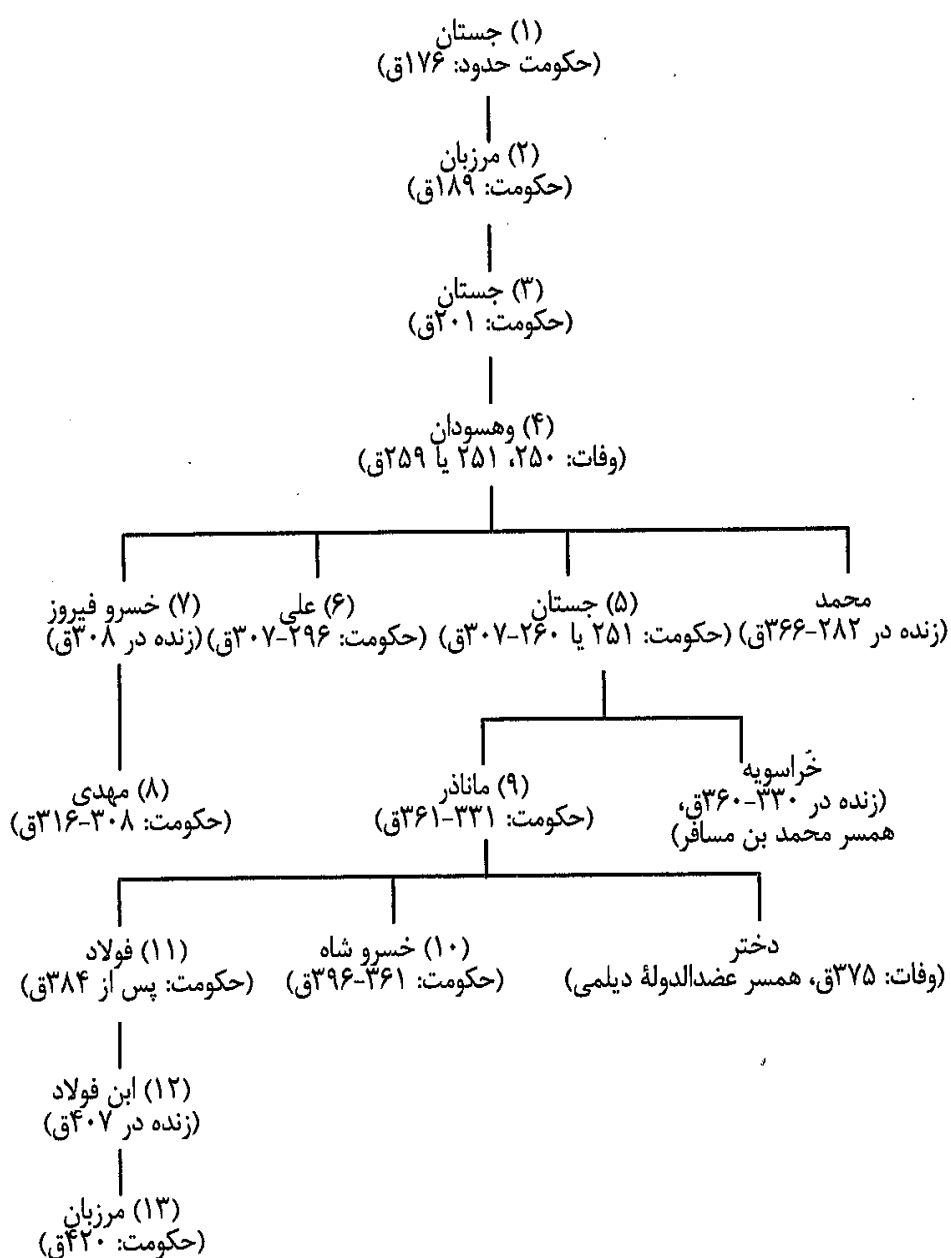 (۱) جستان
(حکومت حدود: ۱۷۶ق)
(۲) مرزبان
(حکومت: ۱۸۹ق)
(۳) جستان
(حکومت: ۲۰۱ق)
(۴) وهسودان
(وفات: ۲۵۰، ۲۵۱ یا ۲۵۹ق)
محمد
(زنده در ۲۸۲-۳۶۶ق)
(۵) جستان
(حکومت: ۲۵۱ یا ۲۶۰-۳۰۷ق)
(۶) علی
(حکومت: ۲۹۶-۳۰۷ق)
(۷) خسرو فیروز
(زنده در ۳۰۸ق)
خراسویه
(زنده در ۳۳۰-۳۶۰ق،
همسر محمد بن مسافر)
(۹) ماناذر
(حکومت: ۳۳۱-۳۶۱ق)
(۸) مهدی
(حکومت: ۳۰۸-۳۱۶ق)
دختر
(وفات: ۳۷۵ق، همسر عضدالدولۀ دیلمی)
(۱۰) خسرو شاه
(حکومت: ۳۶۱-۳۹۶ق)
(۱۱) فولاد
(حکومت: پس از ۳۸۴ق)
(۱۲) ابن فولاد
(زنده در ۴۰۷ق)
(۱۳) مرزبان
(حکومت: ۴۲۰ق)